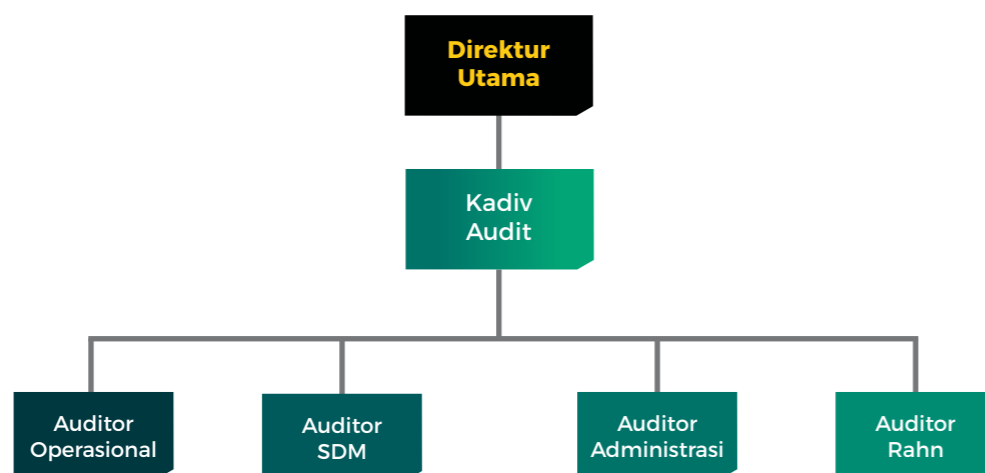 Direktur
Utama
Kadiv
Audit
Auditor
Operasional
Auditor
SDM
Auditor
Administrasi
Auditor
Rahn